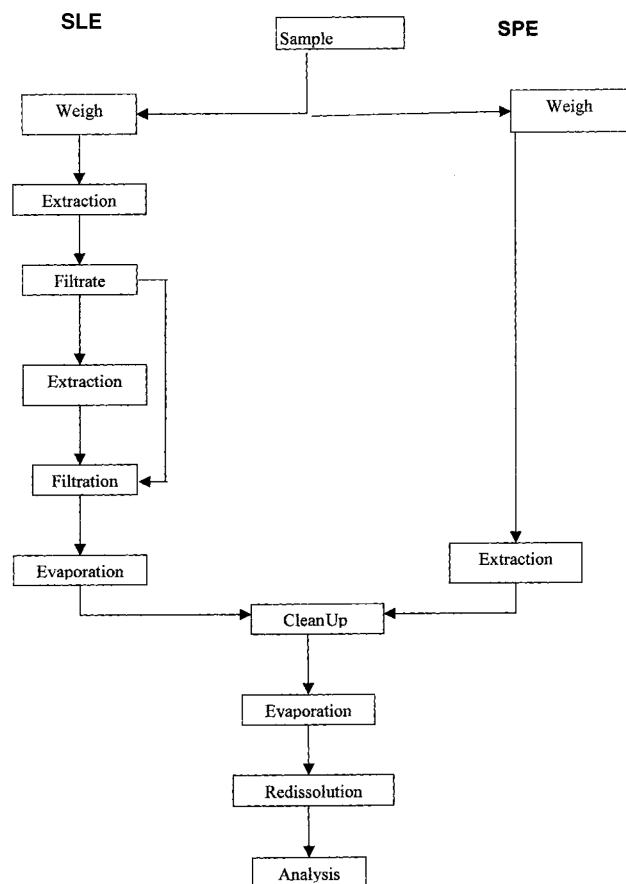 SLE
Sample
SPE
Weigh
Weigh
Extraction
Filtrate
Extraction
Filtration
Evaporation
Extraction
CleanUp
Evaporation
Redissolution
Analysis